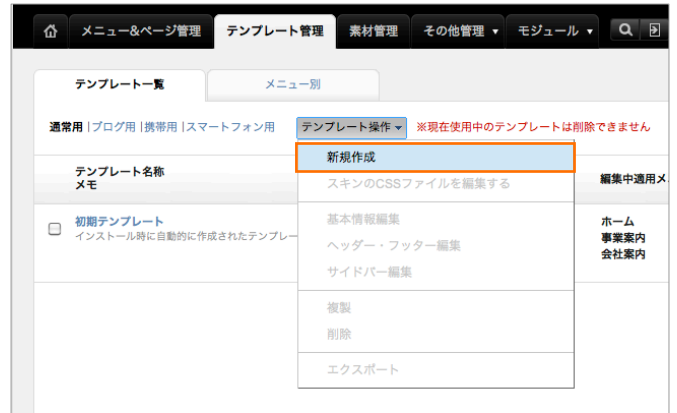 メニュー&ページ管理 テンプレート管理 素材管理 その他管理 ▼ モジュール ▼
テンプレート一覧 メニュー別
通常用 | ブログ用 | 携帯用 | スマートフォン用 テンプレート操作 ▼ ※現在使用中のテンプレートは削除できません
新規作成
テンプレート名称
メモ
編集中適用メ
スキンのCSSファイルを編集する
初期テンプレート
インストール時に自動的に作成されたテンプレー
基本情報編集
ヘッダー・フッター編集
サイドバー編集
ホーム
事業案内
会社案内
複製
削除
エクスポート